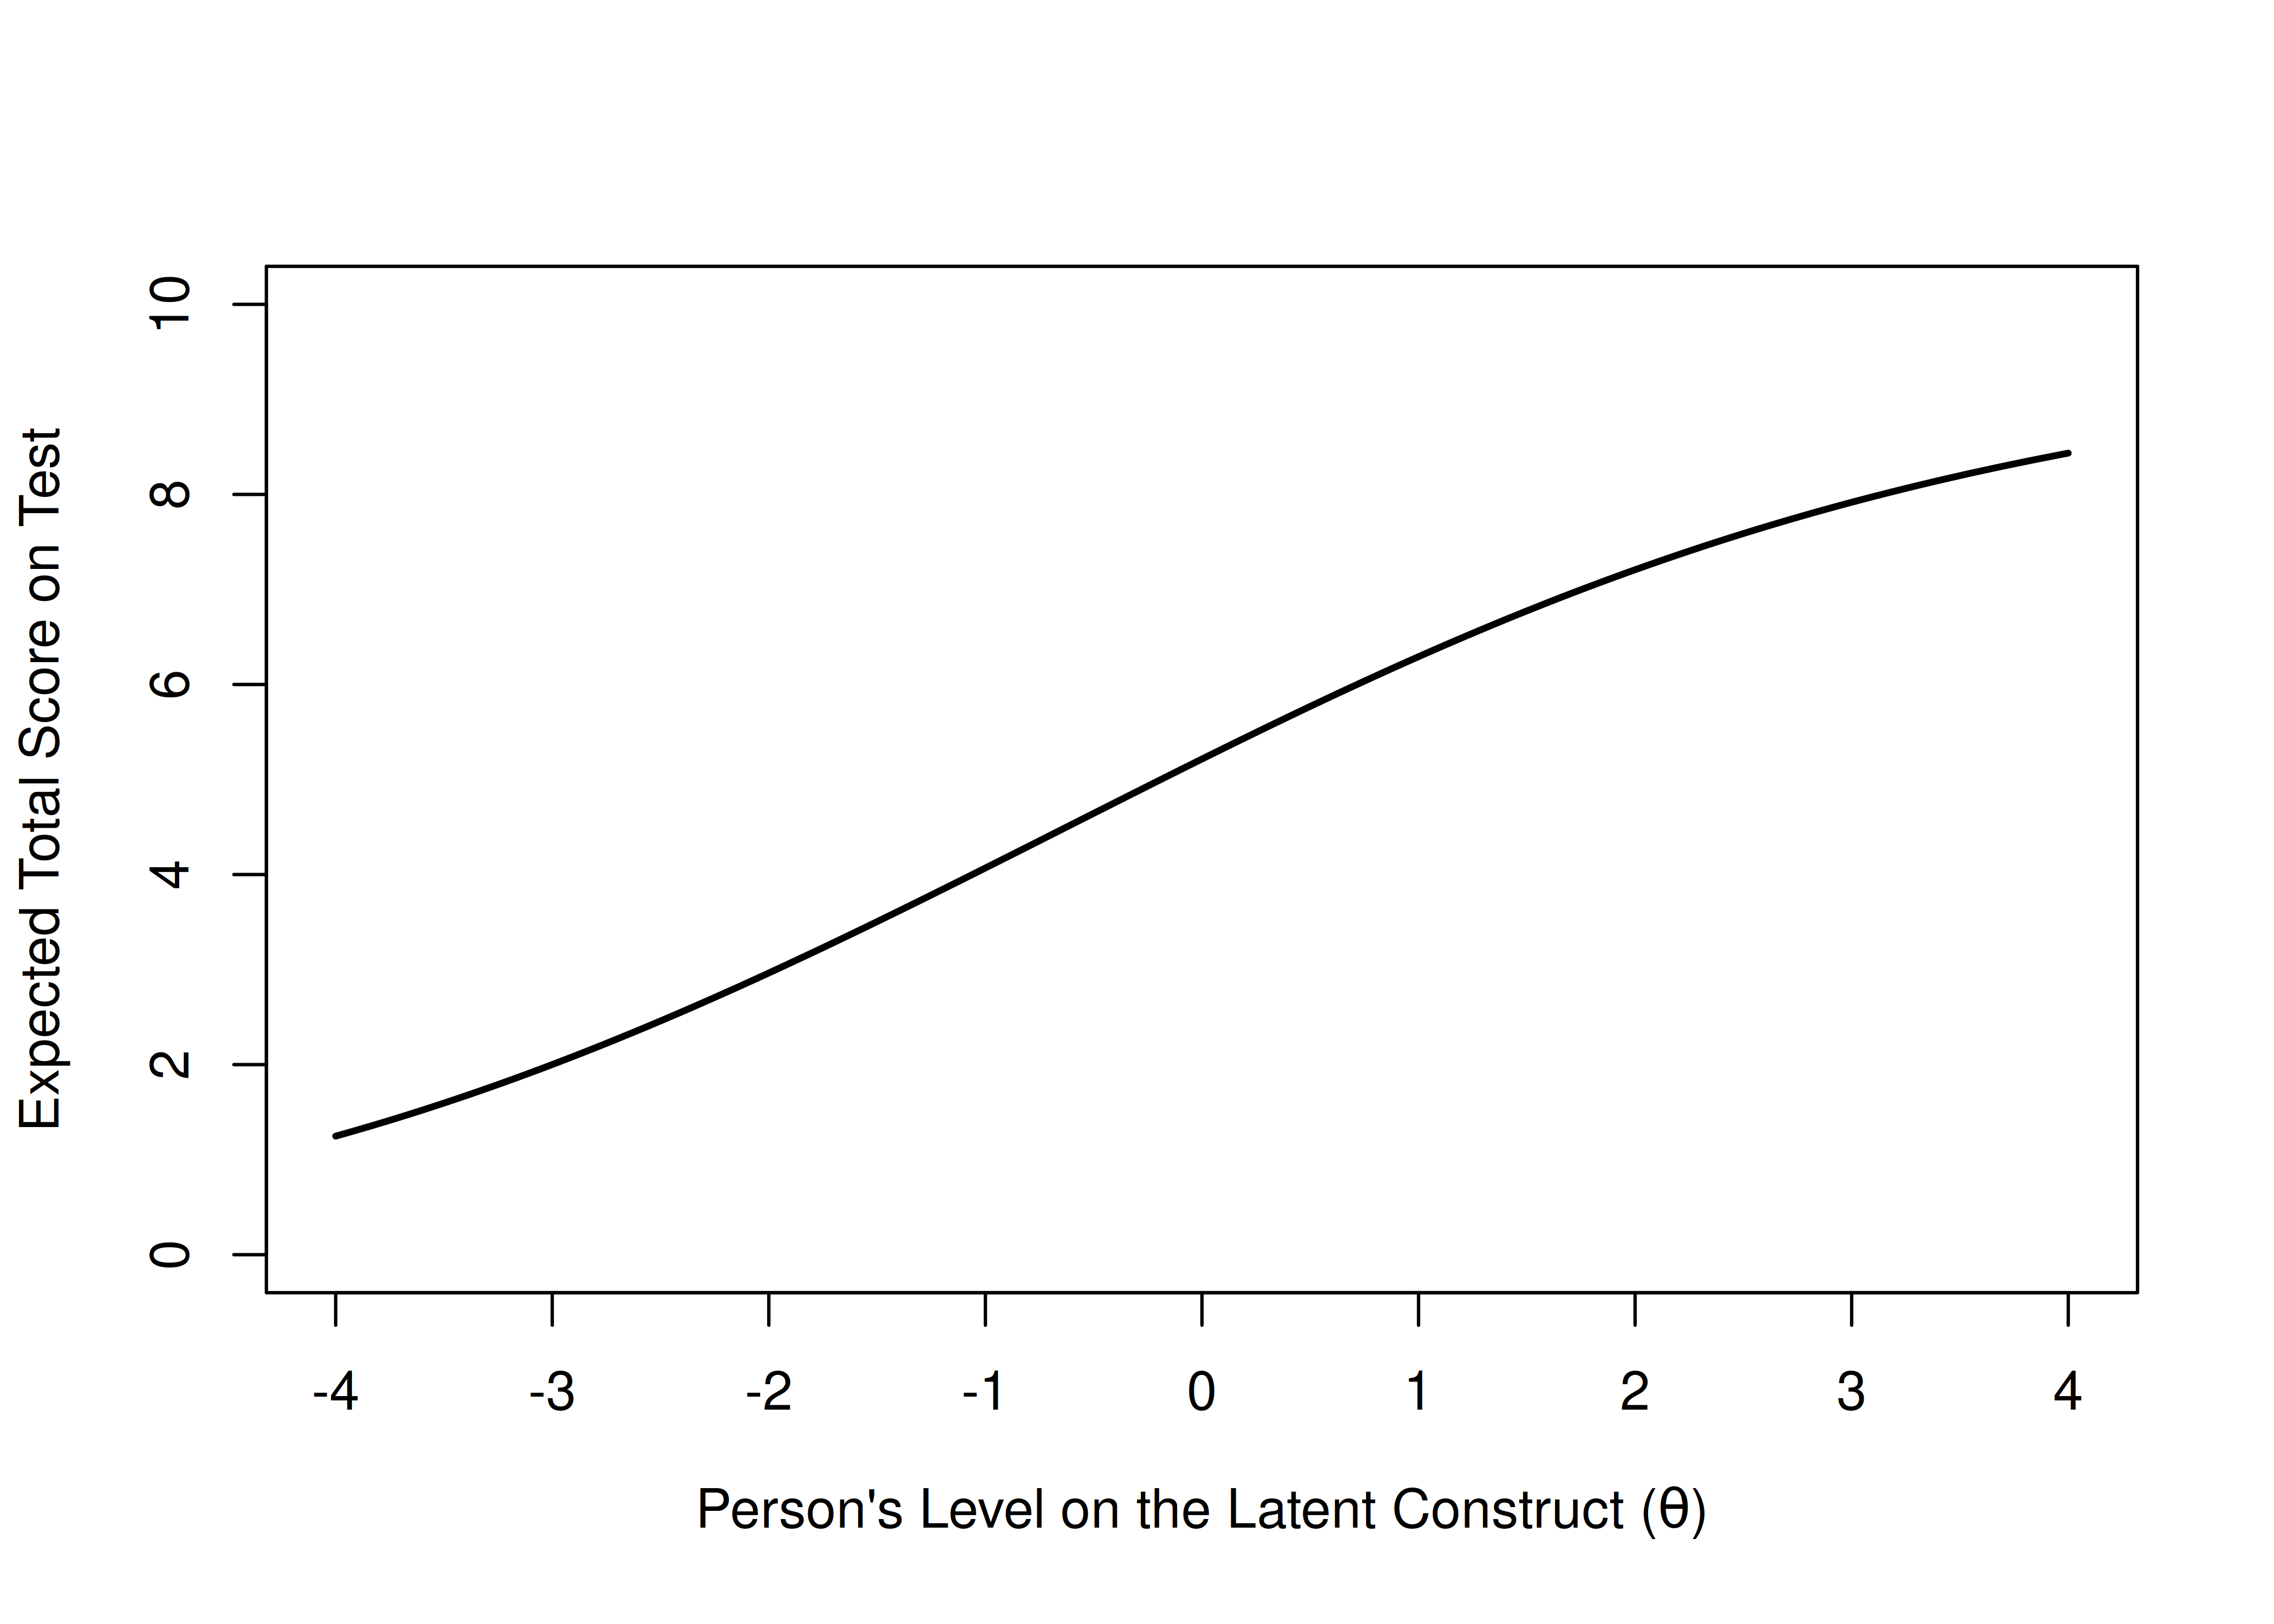 Expected Total Score on Test
10
8
6
4
2
0
-4 -3 -2 -1 0 1 2 3 4
Person's Level on the Latent Construct (θ)